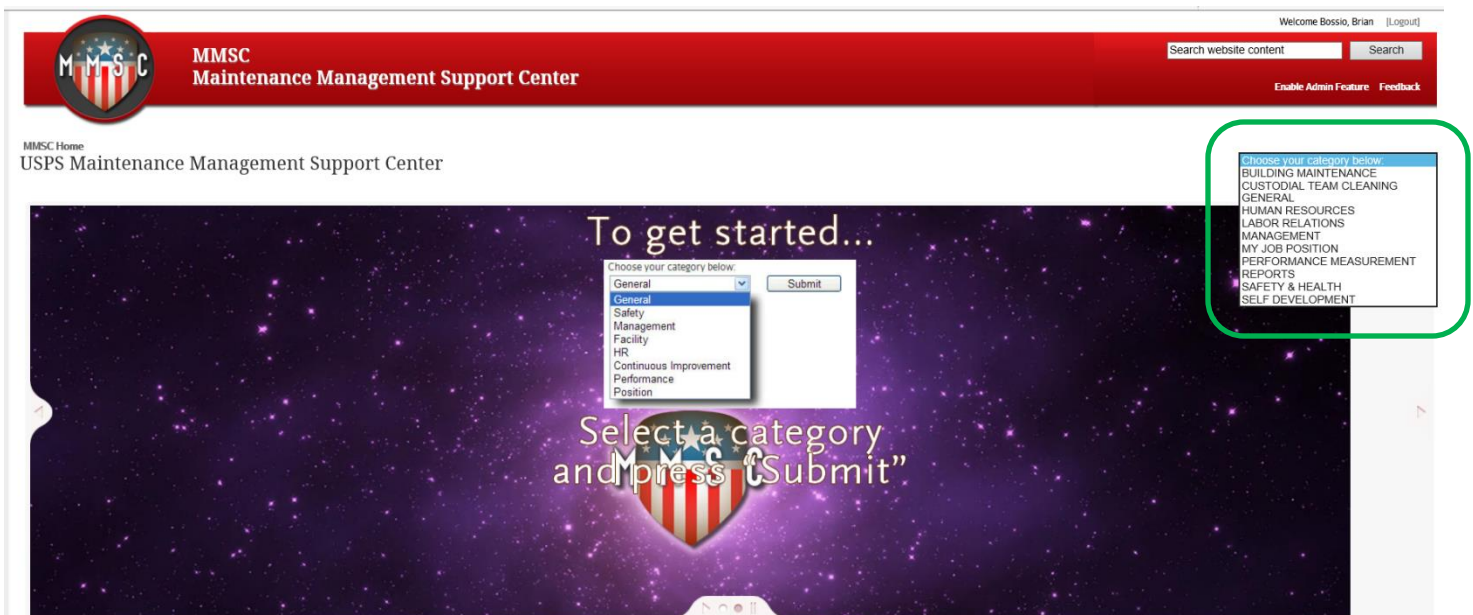 Welcome Bossio, Brian [Logout]
MMSC
MMSC
Maintenance Management Support Center
Search website content Search
Enable Admin Feature Feedback
MMSC Home
USPS Maintenance Management Support Center
Choose your category below:
BUILDING MAINTENANCE
CUSTODIAL TEAM CLEANING
GENERAL
HUMAN RESOURCES
LABOR RELATIONS
MANAGEMENT
MY JOB POSITION
PERFORMANCE MEASUREMENT
REPORTS
SAFETY & HEALTH
SELF DEVELOPMENT
To get started...
Choose your category below:
General Submit
General
Safety
Management
Facility
HR
Continuous Improvement
Performance
Position
Select a category
and press “Submit”
MMSC